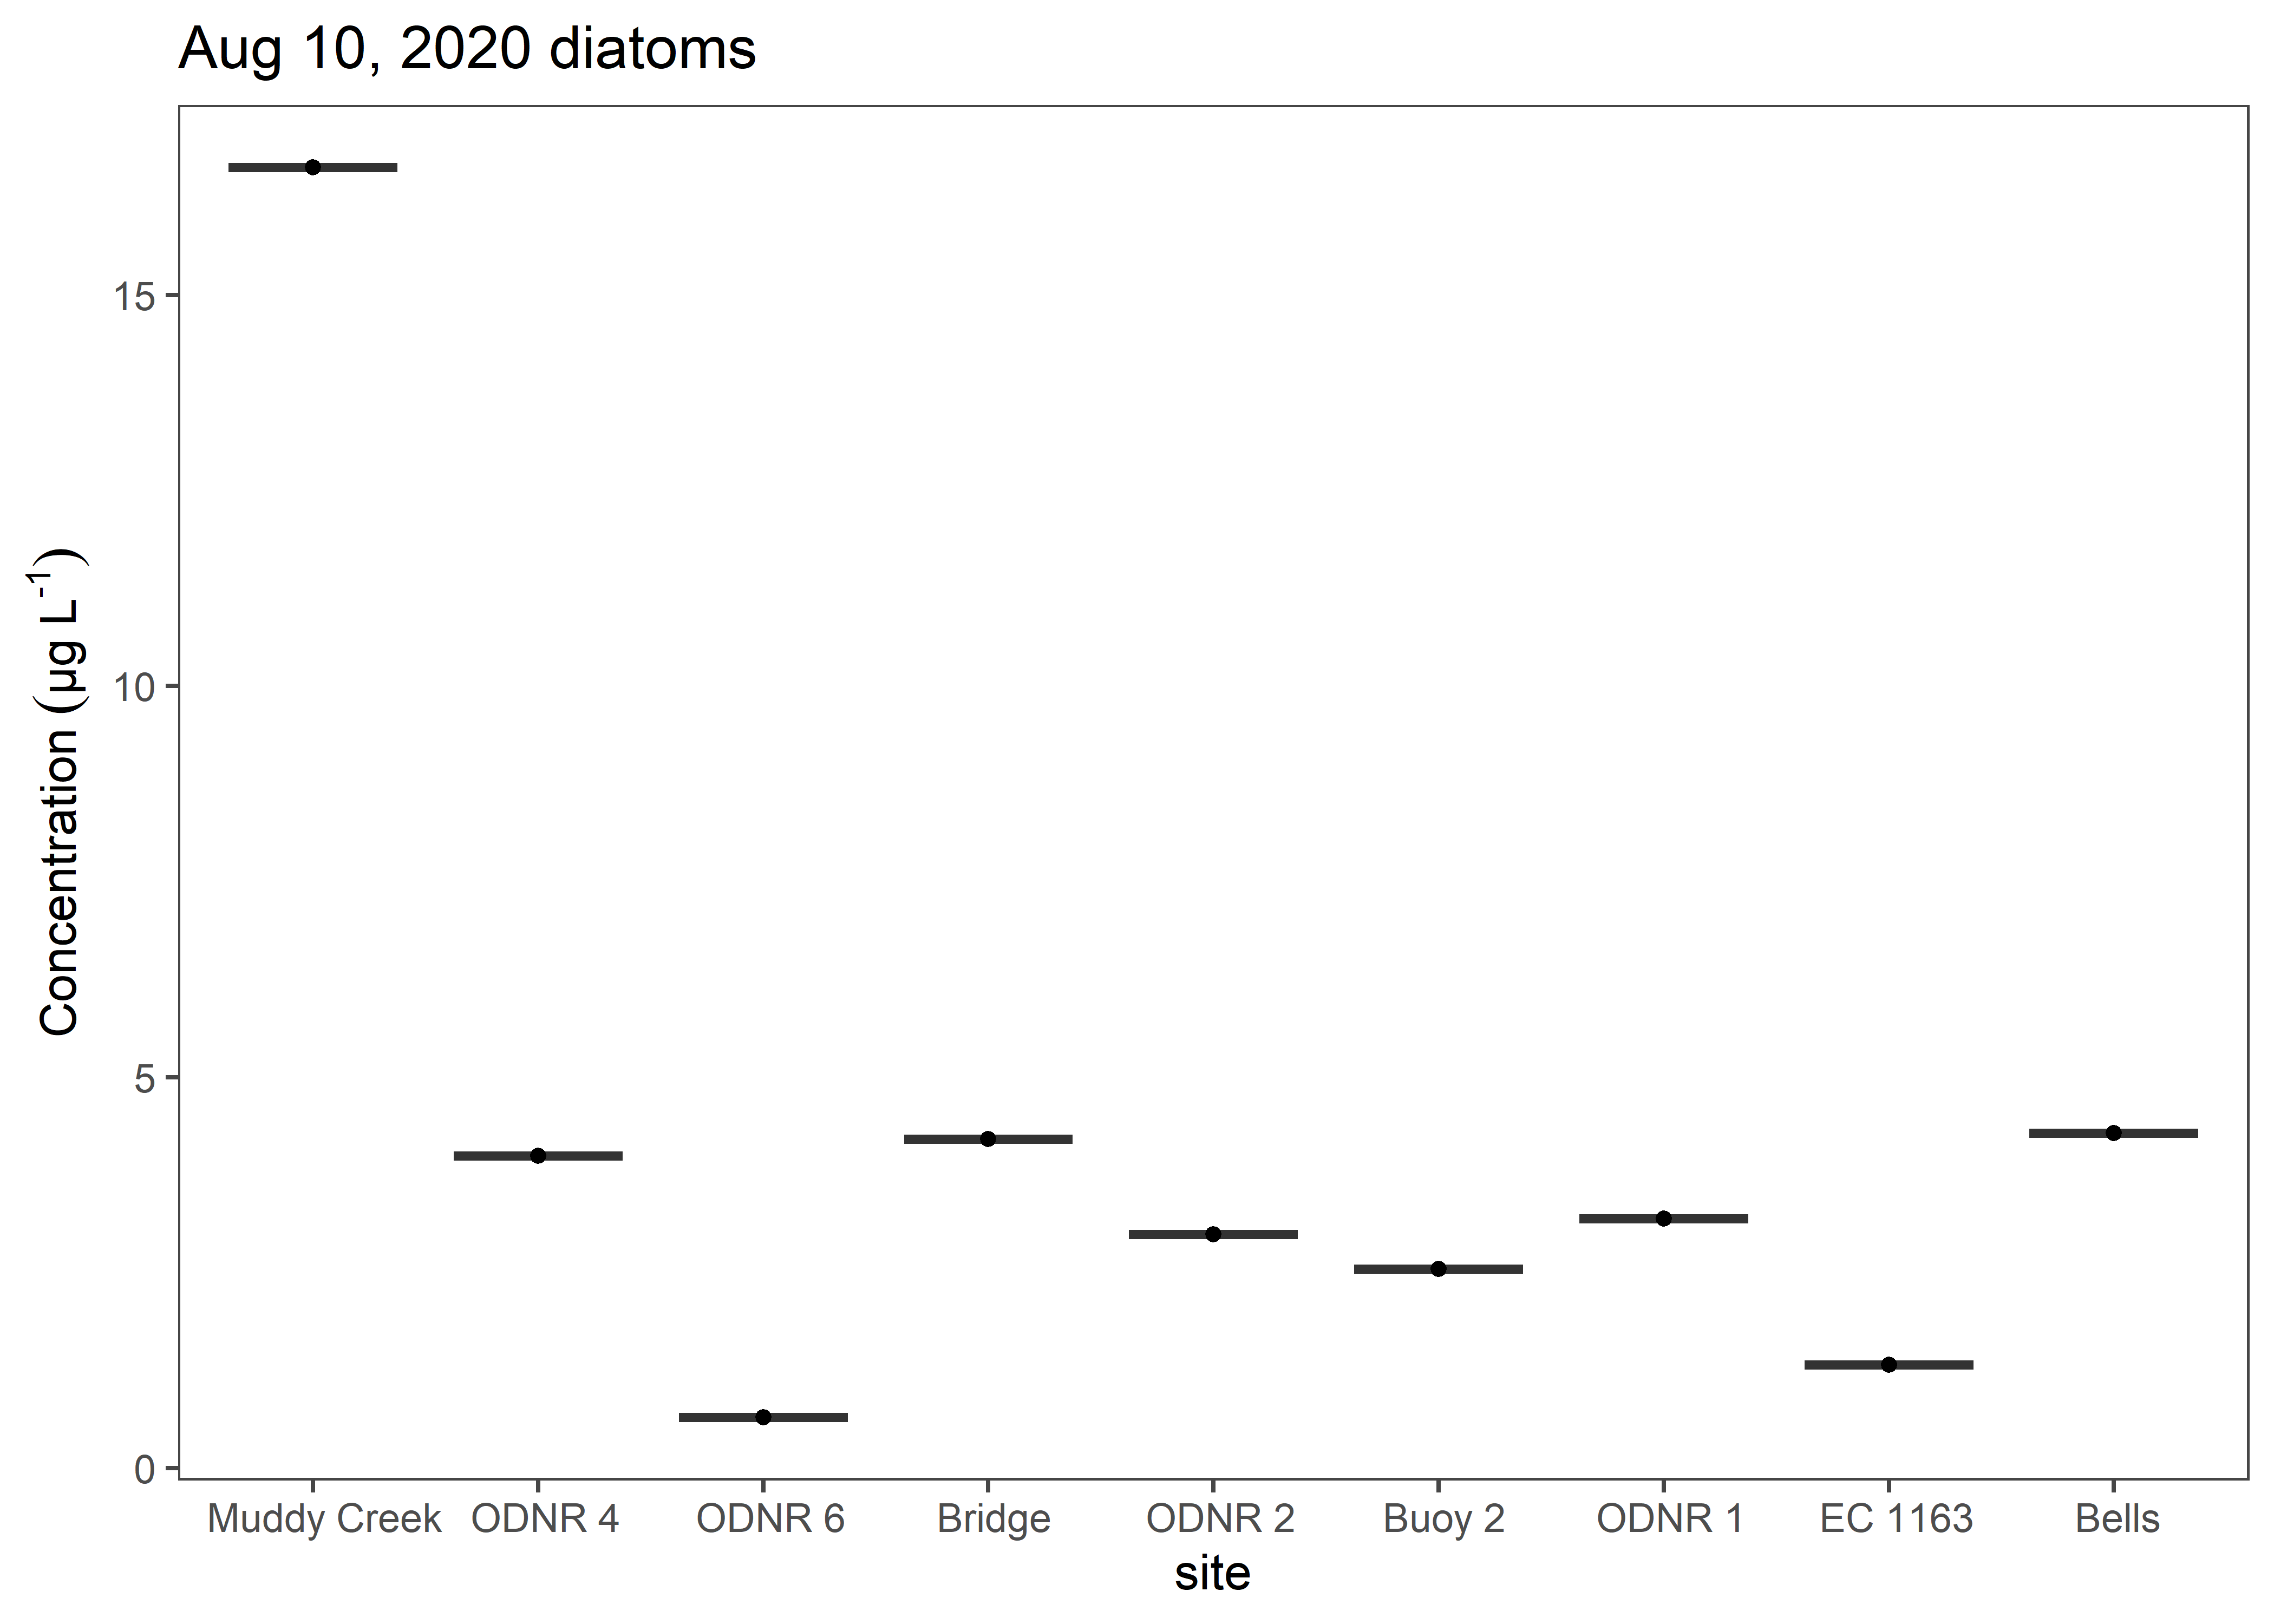 Aug 10, 2020 diatoms
Concentration (µg L⁻¹)
15
10
5
0
Muddy Creek ODNR 4 ODNR 6 Bridge ODNR 2 Buoy 2 ODNR 1 EC 1163 Bells
site